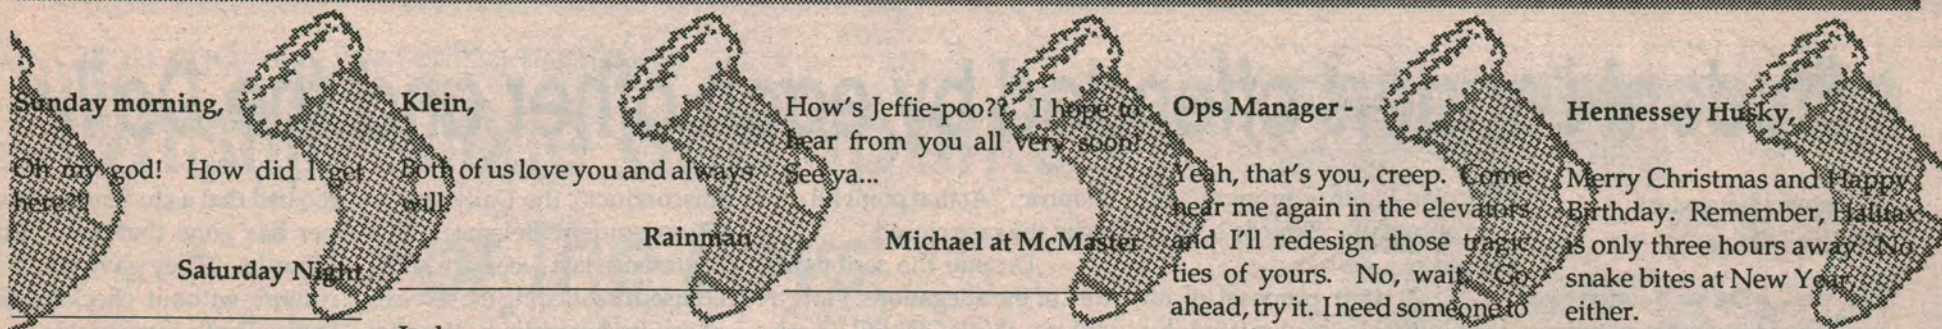 Sunday morning,
Oh my god! How did I get
here?!
Saturday Night
Klein,
Both of us love you and always
will.
Rainman
How's Jeffie-poo?? I hope to
hear from you all very soon!
See ya...
Michael at McMaster
Ops Manager -
Yeah, that's you, creep. Come
near me again in the elevators
and I'll redesign those tragic
ties of yours. No, wait. Go
ahead, try it. I need someone to
Hennessey Husky,
Merry Christmas and Happy
Birthday. Remember, Halifax
is only three hours away. No
snake bites at New Year,
either.